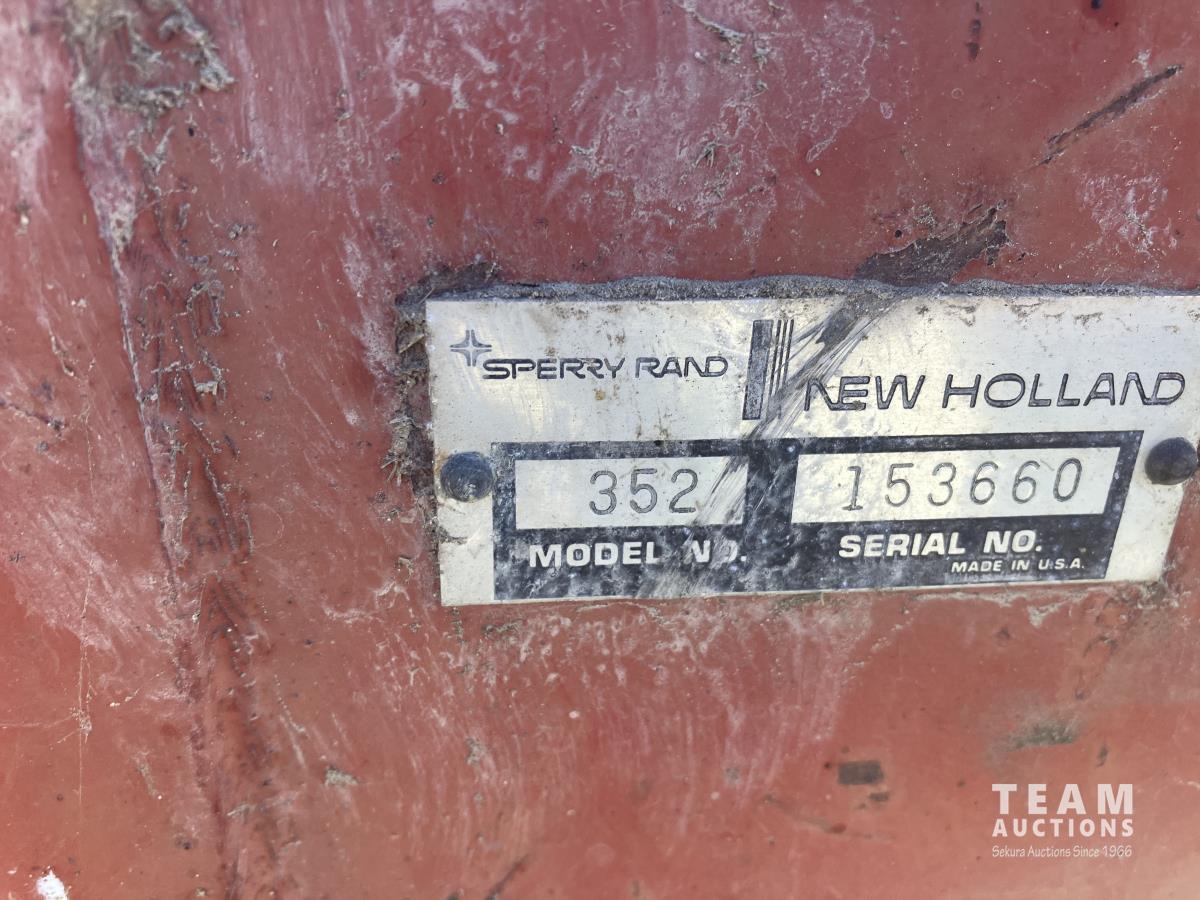 SPERRY RAND NEW HOLLAND
352 153660
MODEL NO. SERIAL NO.
MADE IN U.S.A.
TEAM
AUCTIONS
Sekura Auctions Since 1966